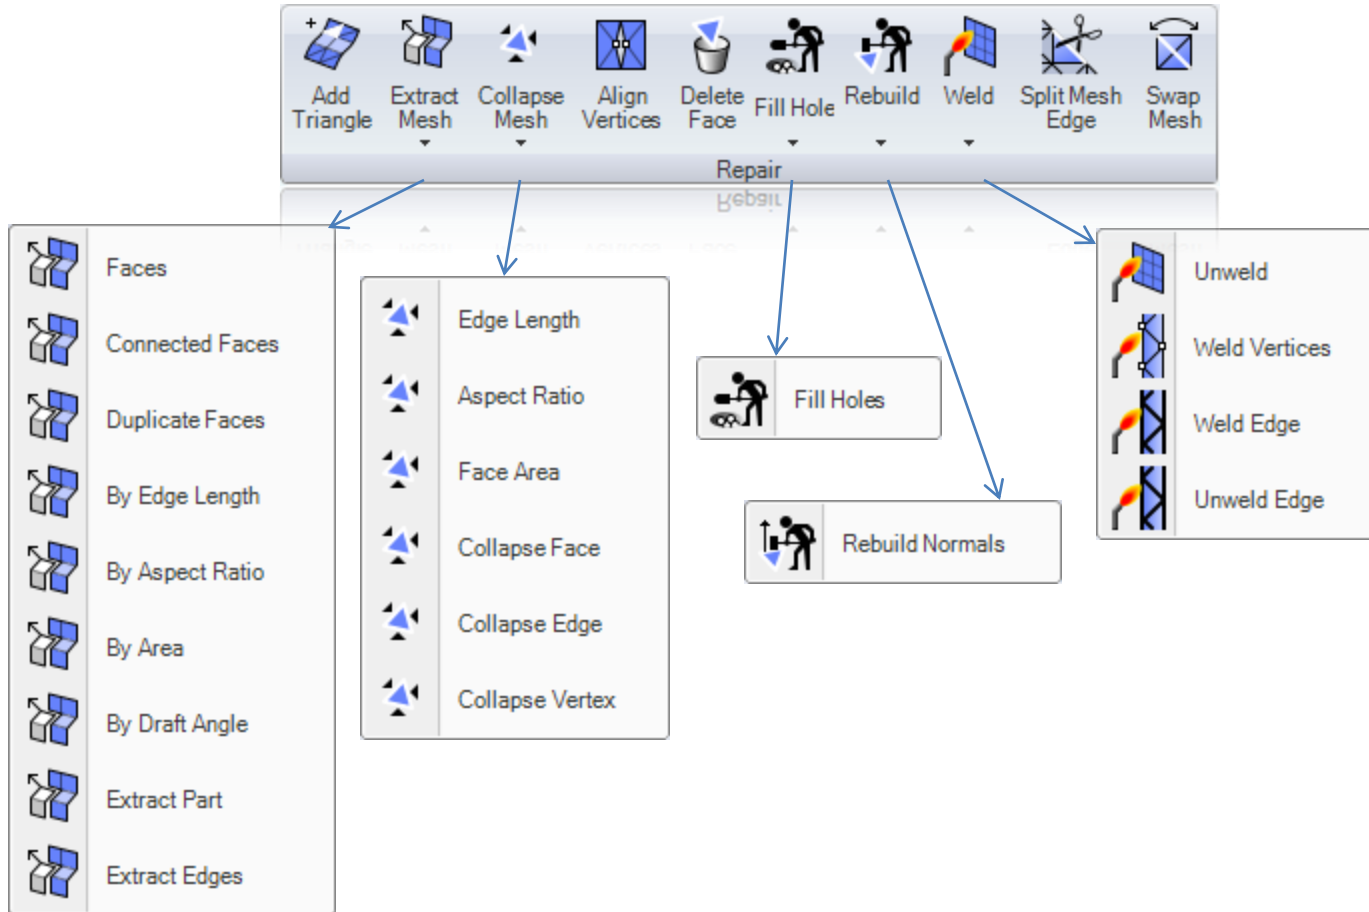 Add Triangle
Extract Mesh
Collapse Mesh
Align Vertices
Delete Face
Fill Hole
Rebuild
Weld
Split Mesh Edge
Swap Mesh
Repair
Faces
Connected Faces
Duplicate Faces
By Edge Length
By Aspect Ratio
By Area
By Draft Angle
Extract Part
Extract Edges
Edge Length
Aspect Ratio
Face Area
Collapse Face
Collapse Edge
Collapse Vertex
Fill Holes
Rebuild Normals
Unweld
Weld Vertices
Weld Edge
Unweld Edge